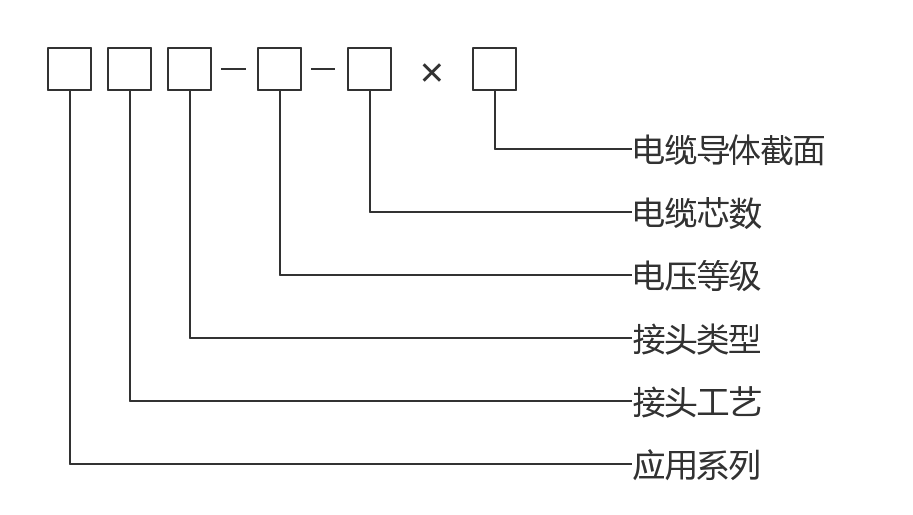 — — ×
电缆导体截面
电缆芯数
电压等级
接头类型
接头工艺
应用系列